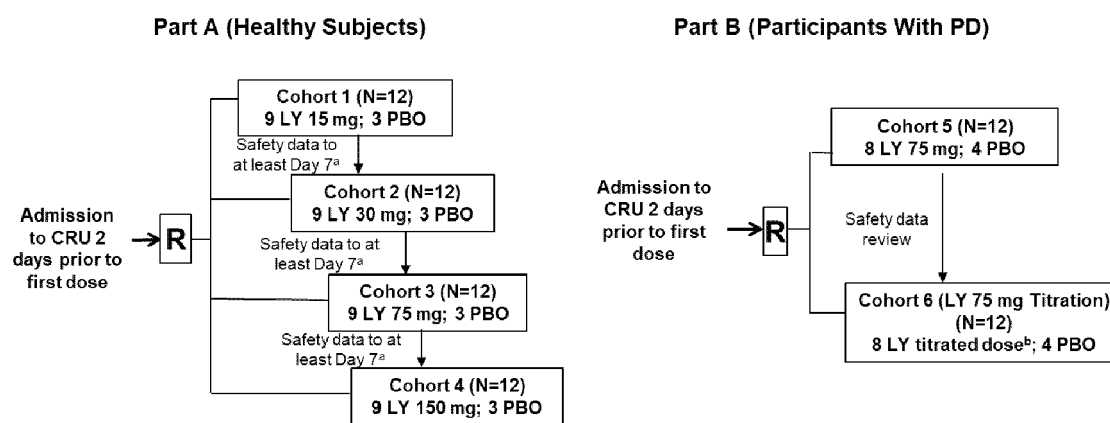 Part A (Healthy Subjects)
Cohort 1 (N=12)
9 LY 15 mg; 3 PBO
Safety data to
at least Day 7ᵃ
Cohort 2 (N=12)
9 LY 30 mg; 3 PBO
Admission
to CRU 2
days prior to
first dose
R
Safety data to at
least Day 7ᵃ
Cohort 3 (N=12)
9 LY 75 mg; 3 PBO
Safety data to at
least Day 7ᵃ
Cohort 4 (N=12)
9 LY 150 mg; 3 PBO
Part B (Participants With PD)
Cohort 5 (N=12)
8 LY 75 mg; 4 PBO
Admission to
CRU 2 days
prior to first
dose
R
Safety data
review
Cohort 6 (LY 75 mg Titration)
(N=12)
8 LY titrated doseᵇ; 4 PBO